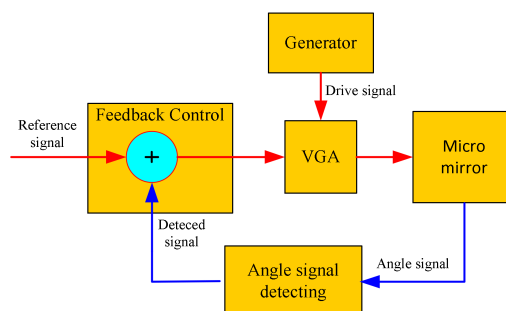 Generator
Drive signal
Feedback Control
Reference
signal
+
VGA
Micro
mirror
Deteced
signal
Angle signal
Angle signal
detecting